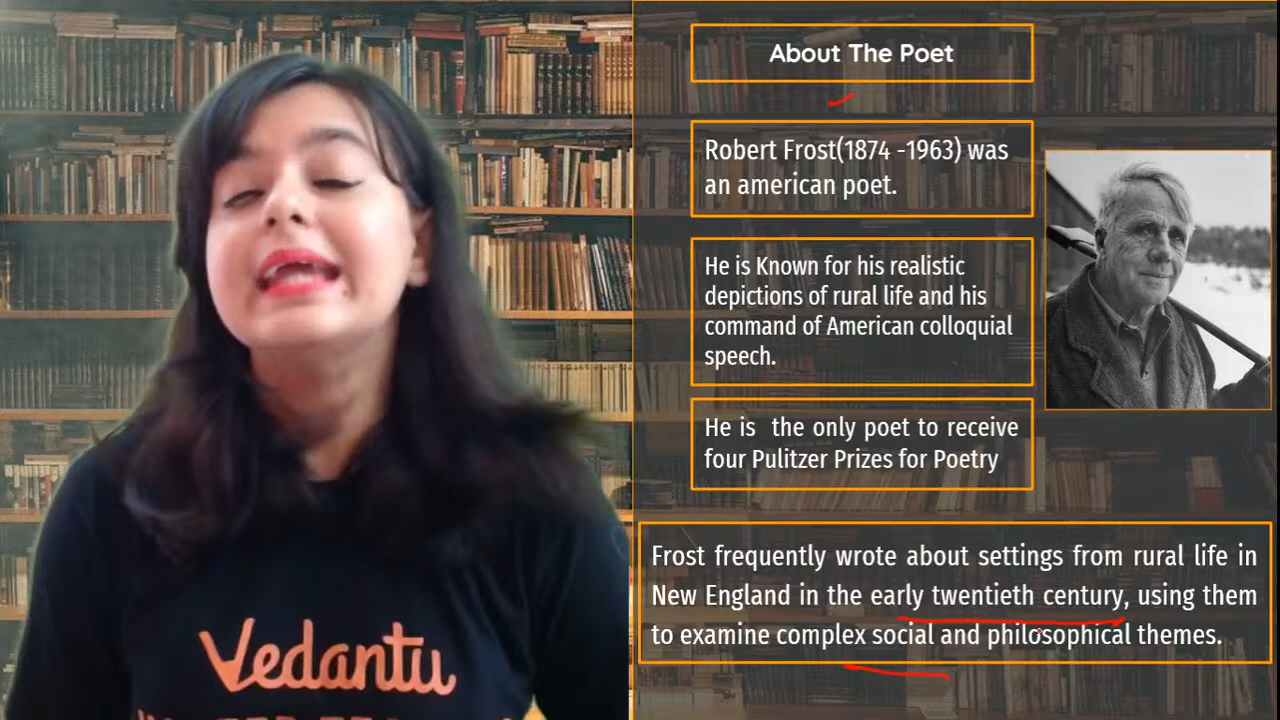 About The Poet
Robert Frost(1874 -1963) was
an american poet.
He is Known for his realistic
depictions of rural life and his
command of American colloquial
speech.
He is the only poet to receive
four Pulitzer Prizes for Poetry
Frost frequently wrote about settings from rural life in
New England in the early twentieth century, using them
to examine complex social and philosophical themes.
Vedantu